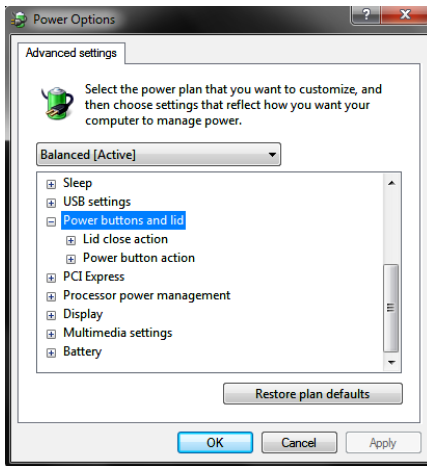 Power Options
Advanced settings
Select the power plan that you want to customize, and
then choose settings that reflect how you want your
computer to manage power.
Balanced [Active]
Sleep
USB settings
Power buttons and lid
Lid close action
Power button action
PCI Express
Processor power management
Display
Multimedia settings
Battery
Restore plan defaults
OK Cancel Apply